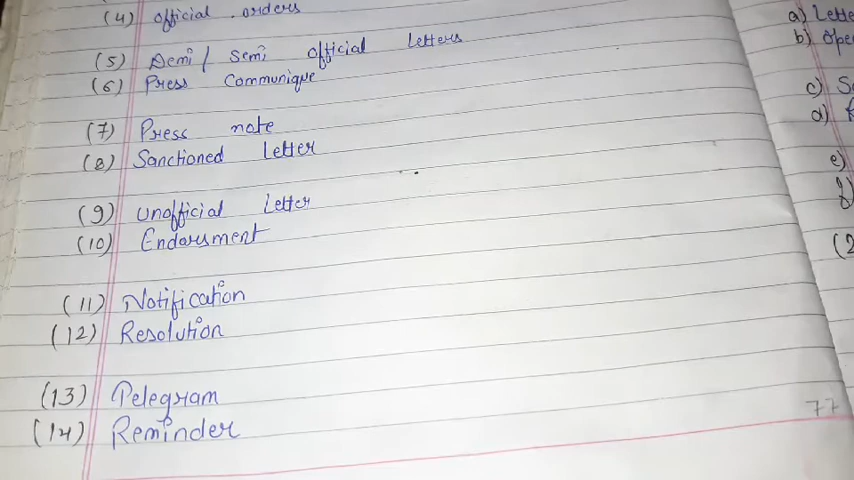 (4) official orders
(5) Demi / Semi official letters
(6) Press Communique
(7) Press note
(8) Sanctioned letter
(9) unofficial letter
(10) Endorsment
(11) Notification
(12) Resolution
(13) Telegram
(14) Reminder
a)
b)
c)
d)
e)
f)
77